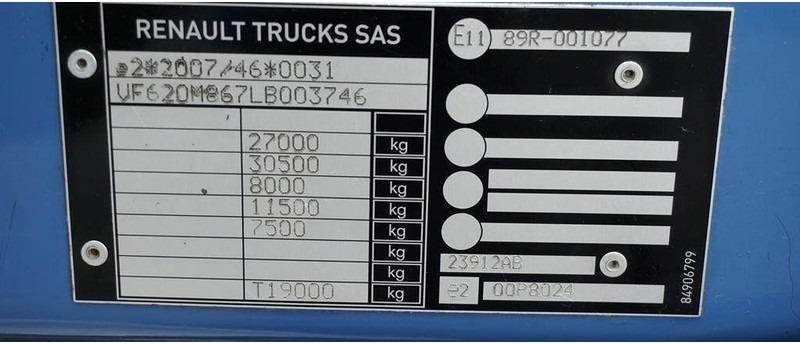 RENAULT TRUCKS SAS
e2*2007/46*0031
VF620M867LB003746
27000 kg
30500 kg
8000 kg
11500 kg
7500 kg
kg
kg
T19000 kg
E11 89R-001077
23912AB
e2 00P8024
84906799